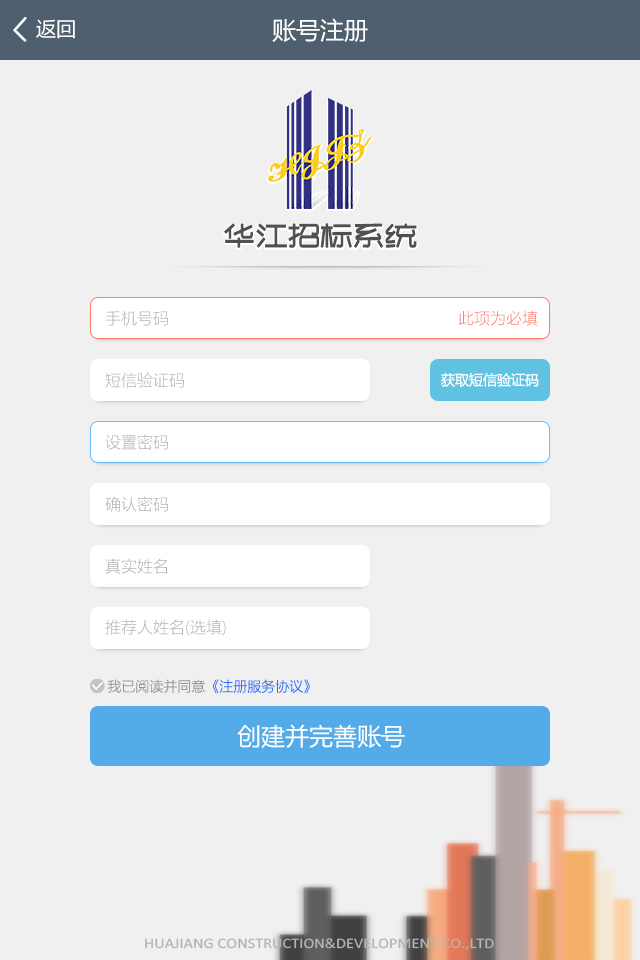 返回
账号注册
HJJZ
华江招标系统
手机号码 此项为必填
短信验证码 获取短信验证码
设置密码
确认密码
真实姓名
推荐人姓名(选填)
我已阅读并同意《注册服务协议》
创建并完善账号
HUAJIANG CONSTRUCTION&DEVELOPMENT CO.,LTD